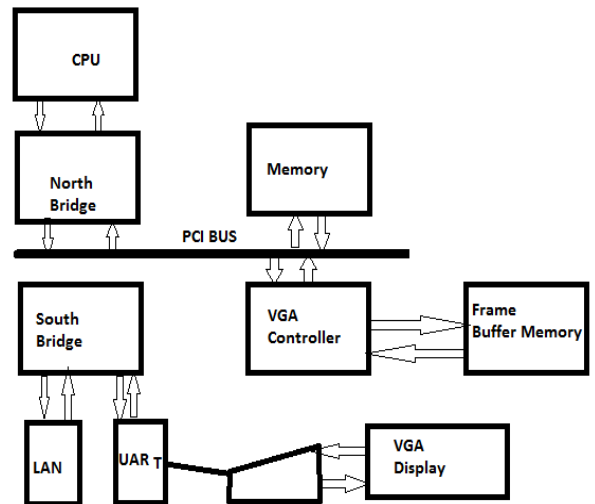 CPU
North
Bridge
Memory
PCI BUS
South
Bridge
VGA
Controller
Frame
Buffer Memory
LAN
UAR T
VGA
Display